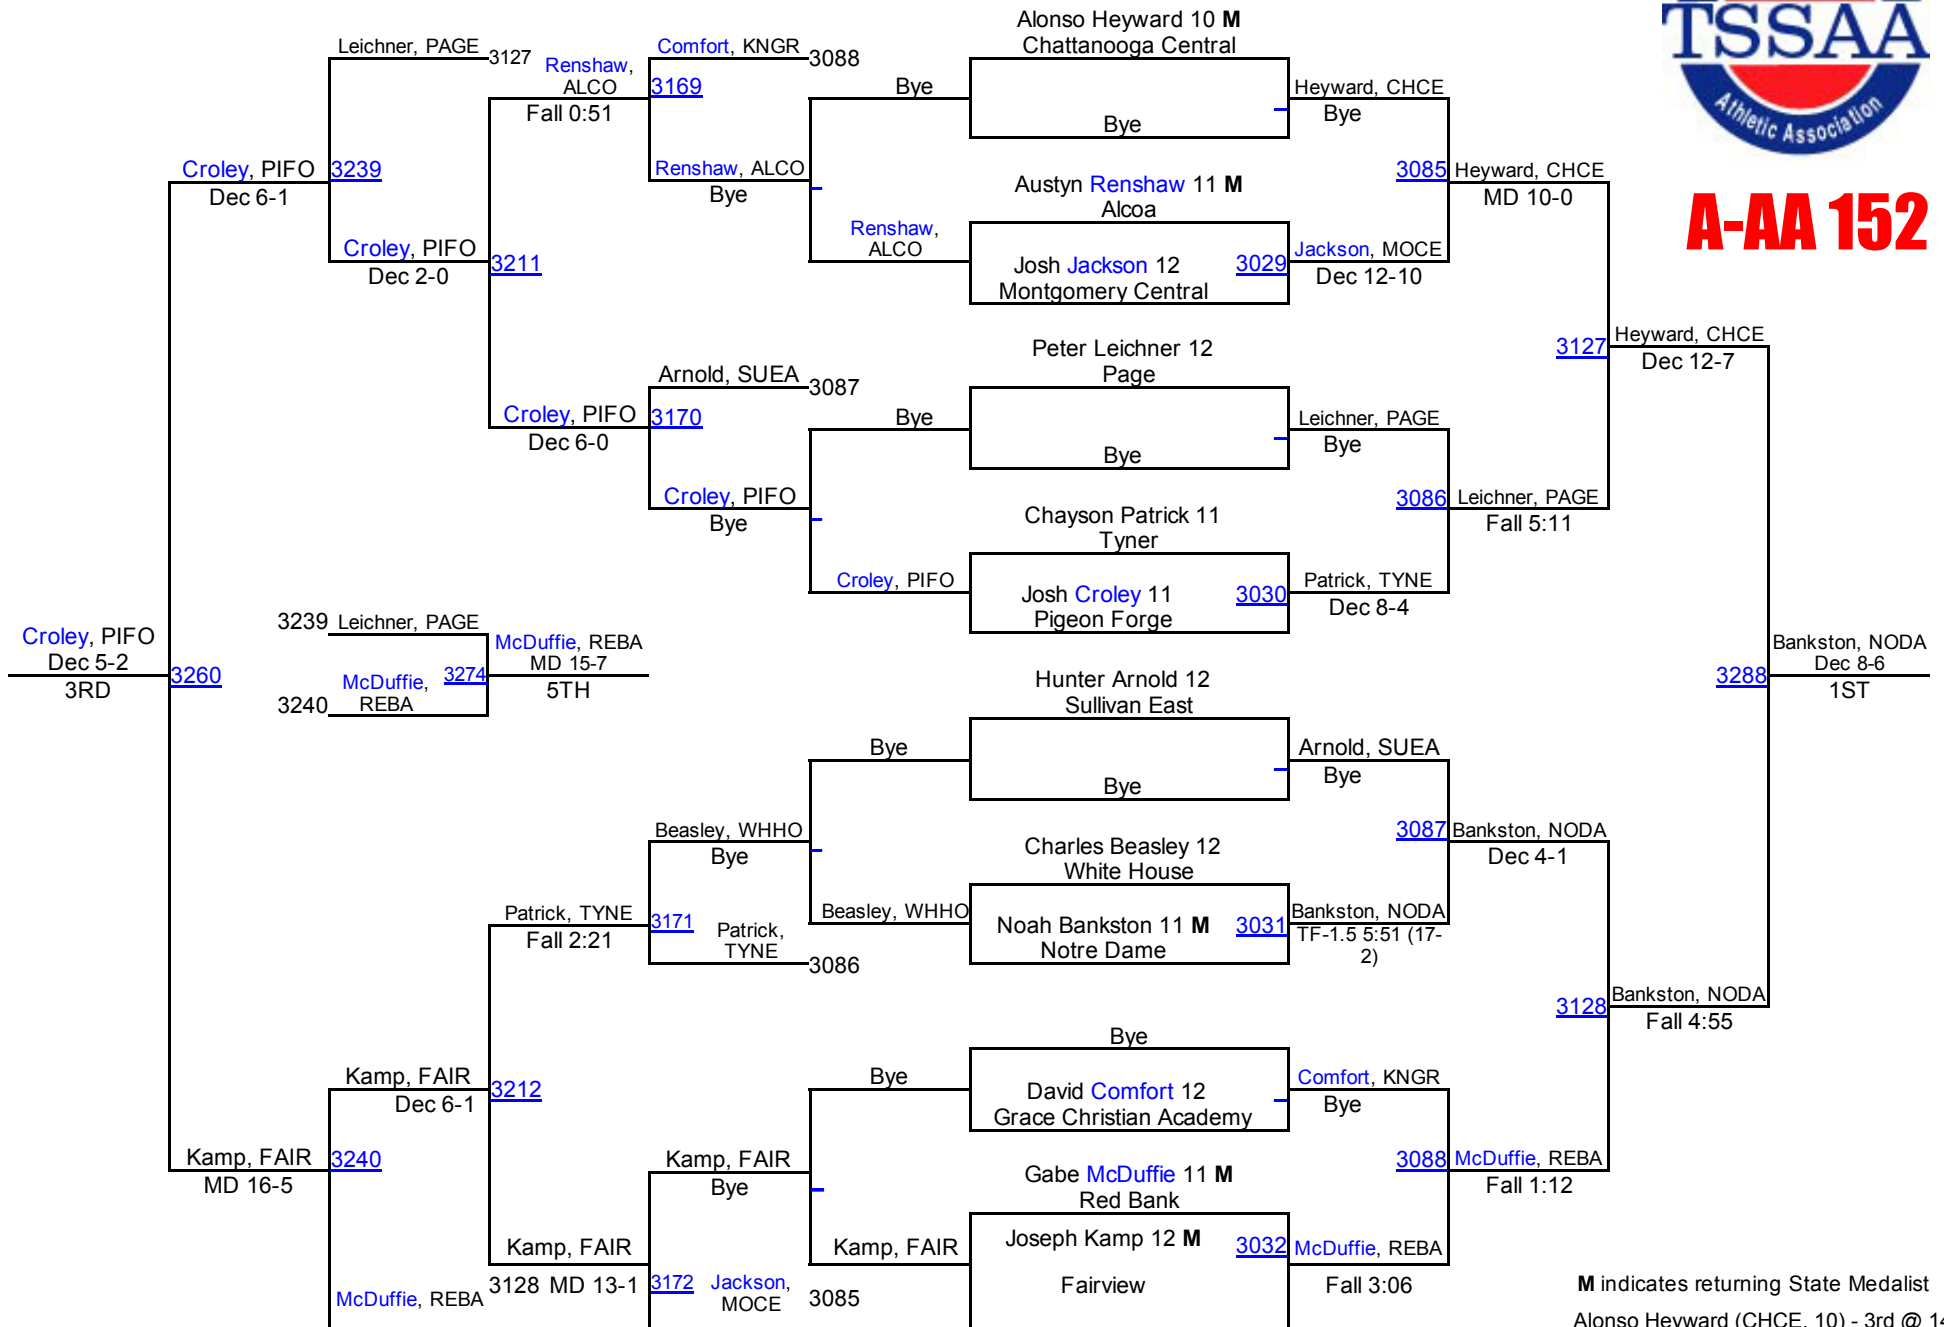 Alonso Heyward 10 M
Chattanooga Central
Bye
Austyn Renshaw 11 M
Alcoa
Josh Jackson 12
Montgomery Central
3029
Peter Leichner 12
Page
Bye
Chayson Patrick 11
Tyner
Josh Croley 11
Pigeon Forge
3030
Hunter Arnold 12
Sullivan East
Bye
Charles Beasley 12
White House
Noah Bankston 11 M
Notre Dame
3031
Bye
David Comfort 12
Grace Christian Academy
Gabe McDuffie 11 M
Red Bank
Joseph Kamp 12 M
Fairview
3032
Heyward, CHCE
Bye
Jackson, MOCE
Dec 12-10
Leichner, PAGE
Bye
Patrick, TYNE
Dec 8-4
Arnold, SUEA
Bye
Bankston, NODA
TF-1.5 5:51 (17-
2)
Comfort, KNGR
Bye
McDuffie, REBA
Fall 3:06
3085
Heyward, CHCE
MD 10-0
3086
Leichner, PAGE
Fall 5:11
3087
Bankston, NODA
Dec 4-1
3088
McDuffie, REBA
Fall 1:12
3127
Heyward, CHCE
Dec 12-7
3128
Bankston, NODA
Fall 4:55
3288
Bankston, NODA
Dec 8-6
1ST
Bye
Renshaw,
ALCO
Bye
Croley, PIFO
Bye
Beasley, WHHO
Bye
Kamp, FAIR
Comfort, KNGR
3088
3169
Renshaw, ALCO
Bye
Arnold, SUEA
3087
3170
Croley, PIFO
Bye
Beasley, WHHO
Bye
3171
Patrick,
TYNE
3086
Kamp, FAIR
Bye
3172
Jackson,
MOCE
3085
Renshaw,
ALCO
Fall 0:51
3211
Croley, PIFO
Dec 6-0
Patrick, TYNE
Fall 2:21
3212
Kamp, FAIR
MD 13-1
Leichner, PAGE
3127
3239
Croley, PIFO
Dec 2-0
Kamp, FAIR
Dec 6-1
3240
McDuffie, REBA
3128
Croley, PIFO
Dec 6-1
Kamp, FAIR
MD 16-5
3260
Croley, PIFO
Dec 5-2
3RD
3239
Leichner, PAGE
3240
McDuffie,
REBA
3274
McDuffie, REBA
MD 15-7
5TH
TSSAA
Athletic Association
A-AA 152
M indicates returning State Medalist
Alonso Heyward (CHCE, 10) - 3rd @ 14